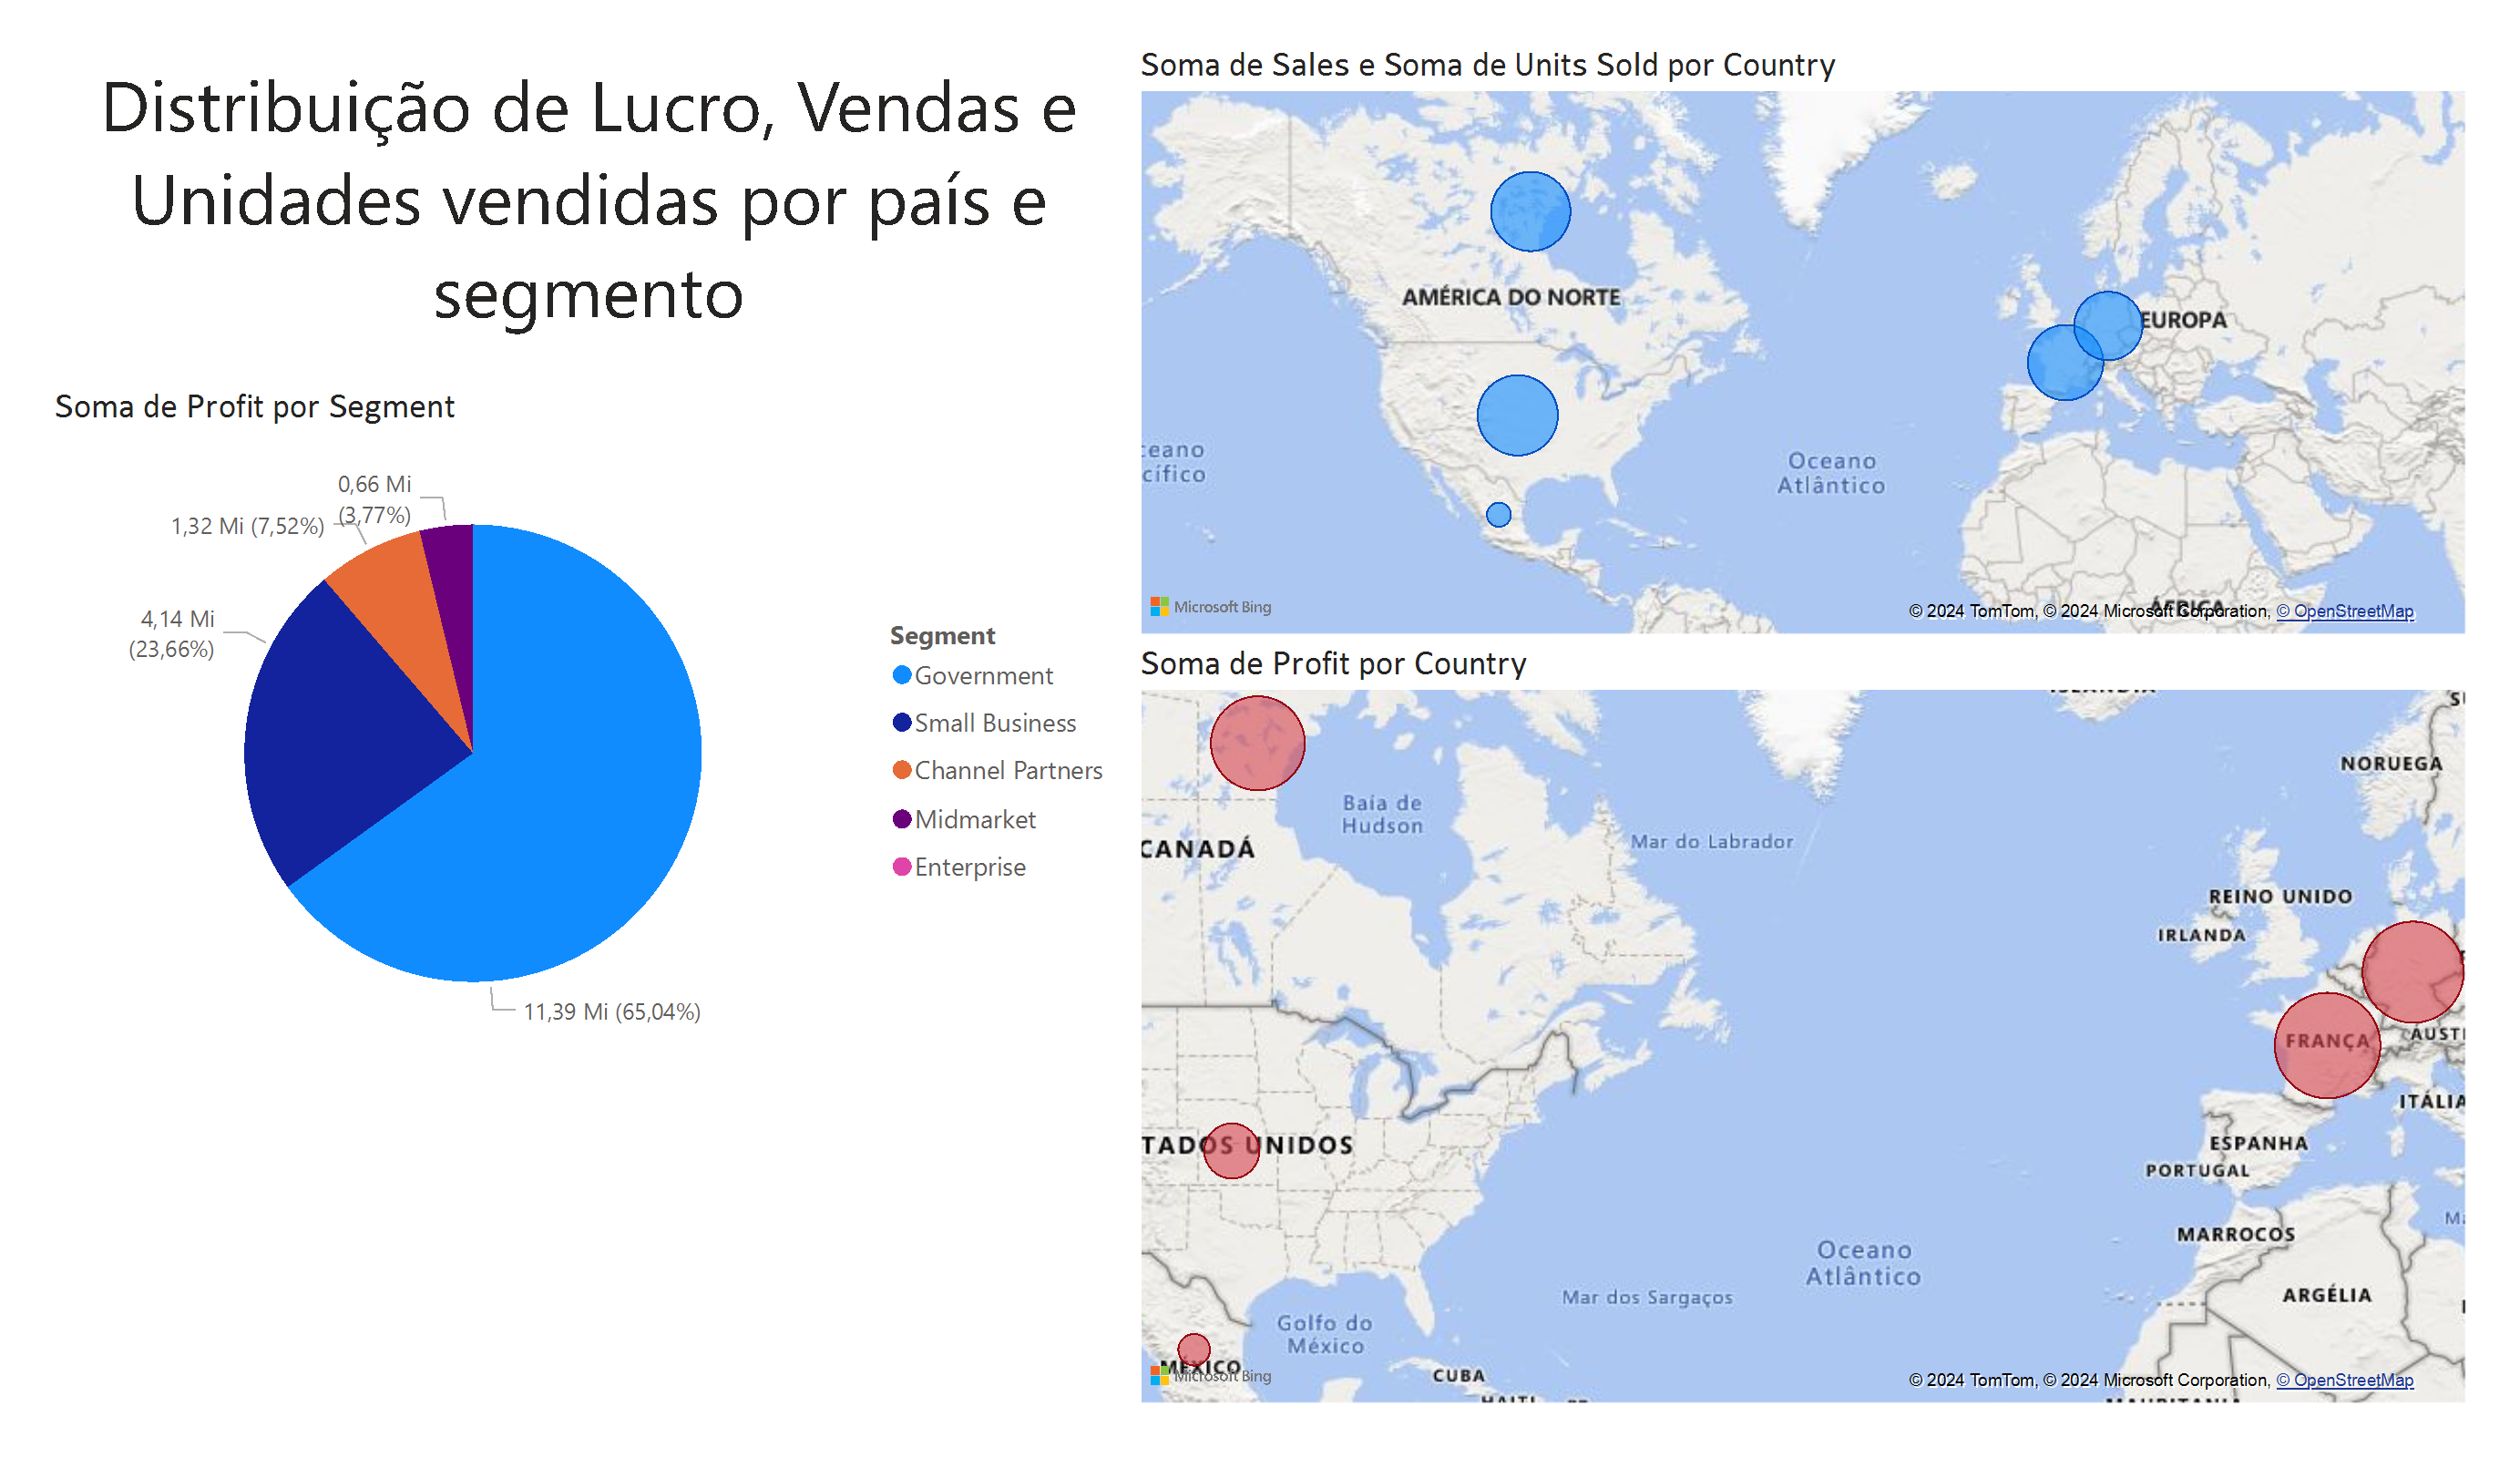 Distribuição de Lucro, Vendas e
Unidades vendidas por país e
segmento
Soma de Profit por Segment
0,66 Mi
(3,77%)
1,32 Mi (7,52%)
4,14 Mi
(23,66%)
11,39 Mi (65,04%)
Segment
Government
Small Business
Channel Partners
Midmarket
Enterprise
Soma de Sales e Soma de Units Sold por Country
AMÉRICA DO NORTE
EUROPA
ceano
cífico
Oceano
Atlântico
ÁFRICA
Microsoft Bing
© 2024 TomTom, © 2024 Microsoft Corporation, © OpenStreetMap
Soma de Profit por Country
NORUEGA
Baía de
Hudson
CANADÁ
Mar do Labrador
REINO UNIDO
IRLANDA
FRANÇA
AUSTI
ITÁLIA
TADOS UNIDOS
ESPANHA
PORTUGAL
MARROCOS
Oceano
Atlântico
ARGÉLIA
Mar dos Sargaços
Golfo do
México
MÉXICO
CUBA
Microsoft Bing
© 2024 TomTom, © 2024 Microsoft Corporation, © OpenStreetMap